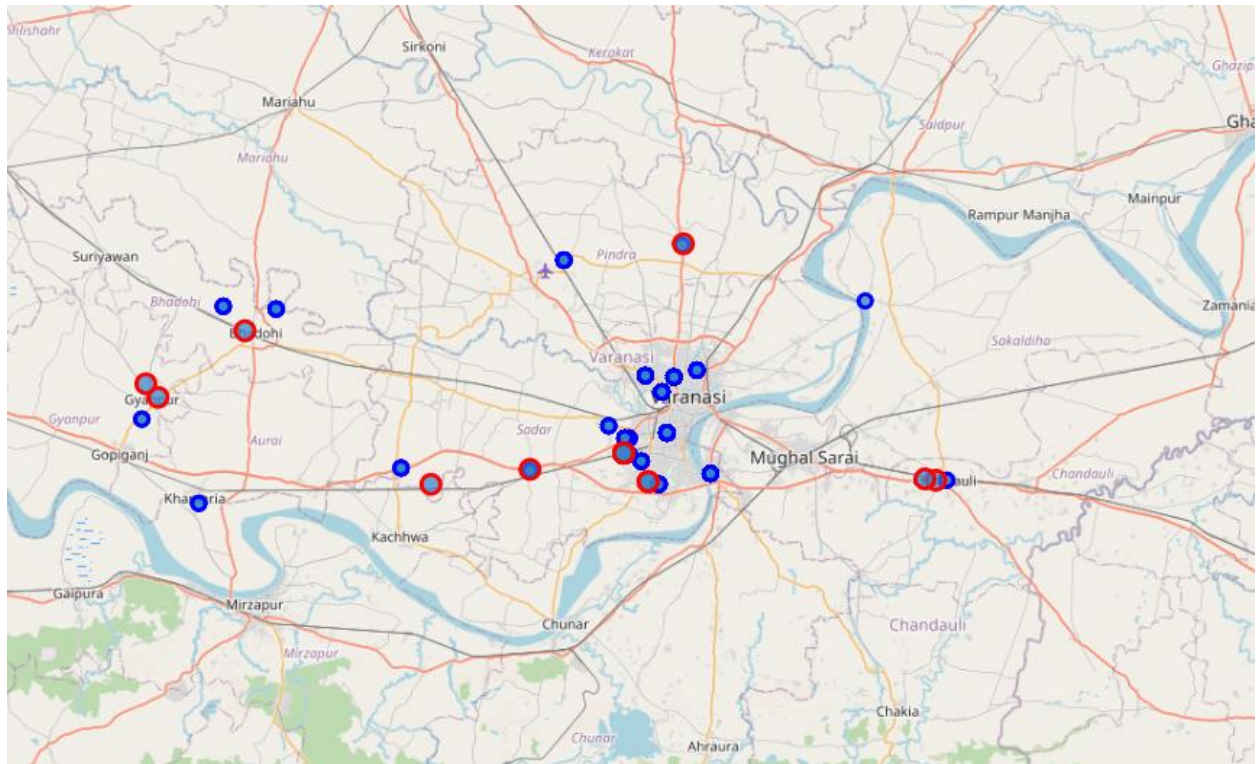 Sirkoni
Kerakat
Ghazip
Mariahu
Saidpur
Gha
Mariahu
Mainpur
Rampur Manjha
Suriyawan
Pindra
Bhadohi
Zamania
Sakaldiha
Varanasi
Gyanpur
Varanasi
Gyanpur
Aurai
Sadar
Gopiganj
Mughal Sarai
Chandauli
Kachhwa
Gaipura
Mirzapur
Chunar
Chandauli
Mirzapur
Chakia
Chunar
Ahraura